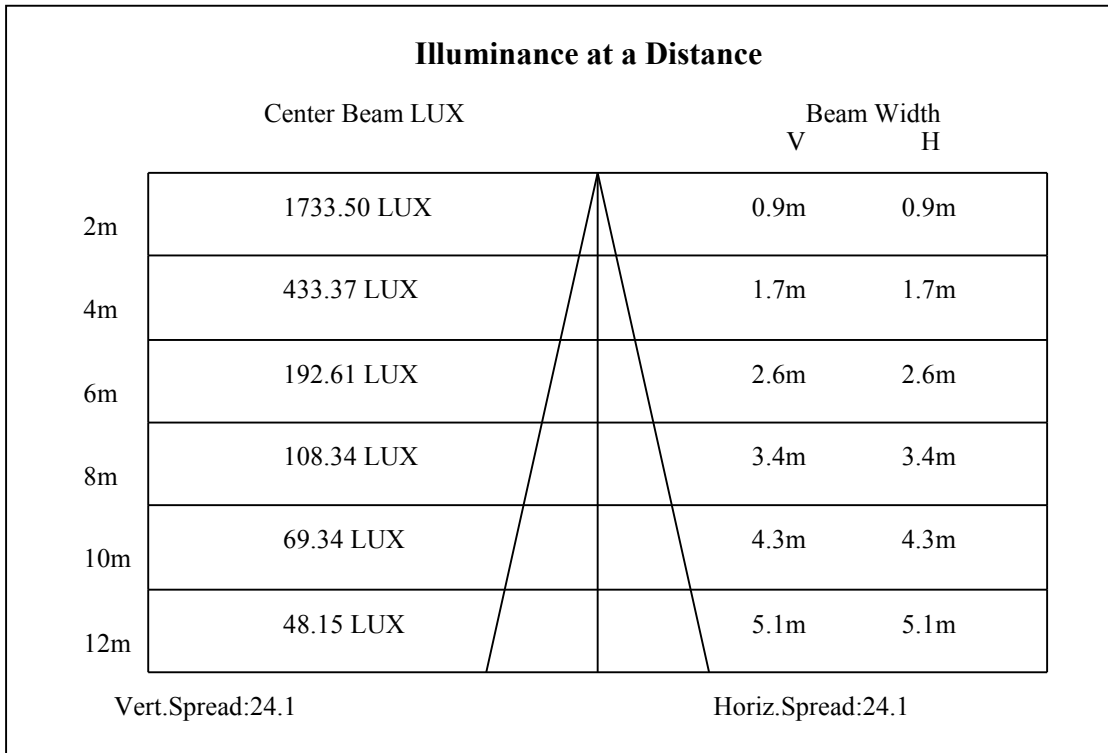 Illuminance at a Distance
Center Beam LUX Beam Width
V H
2m 1733.50 LUX 0.9m 0.9m
4m 433.37 LUX 1.7m 1.7m
6m 192.61 LUX 2.6m 2.6m
8m 108.34 LUX 3.4m 3.4m
10m 69.34 LUX 4.3m 4.3m
12m 48.15 LUX 5.1m 5.1m
Vert.Spread:24.1 Horiz.Spread:24.1